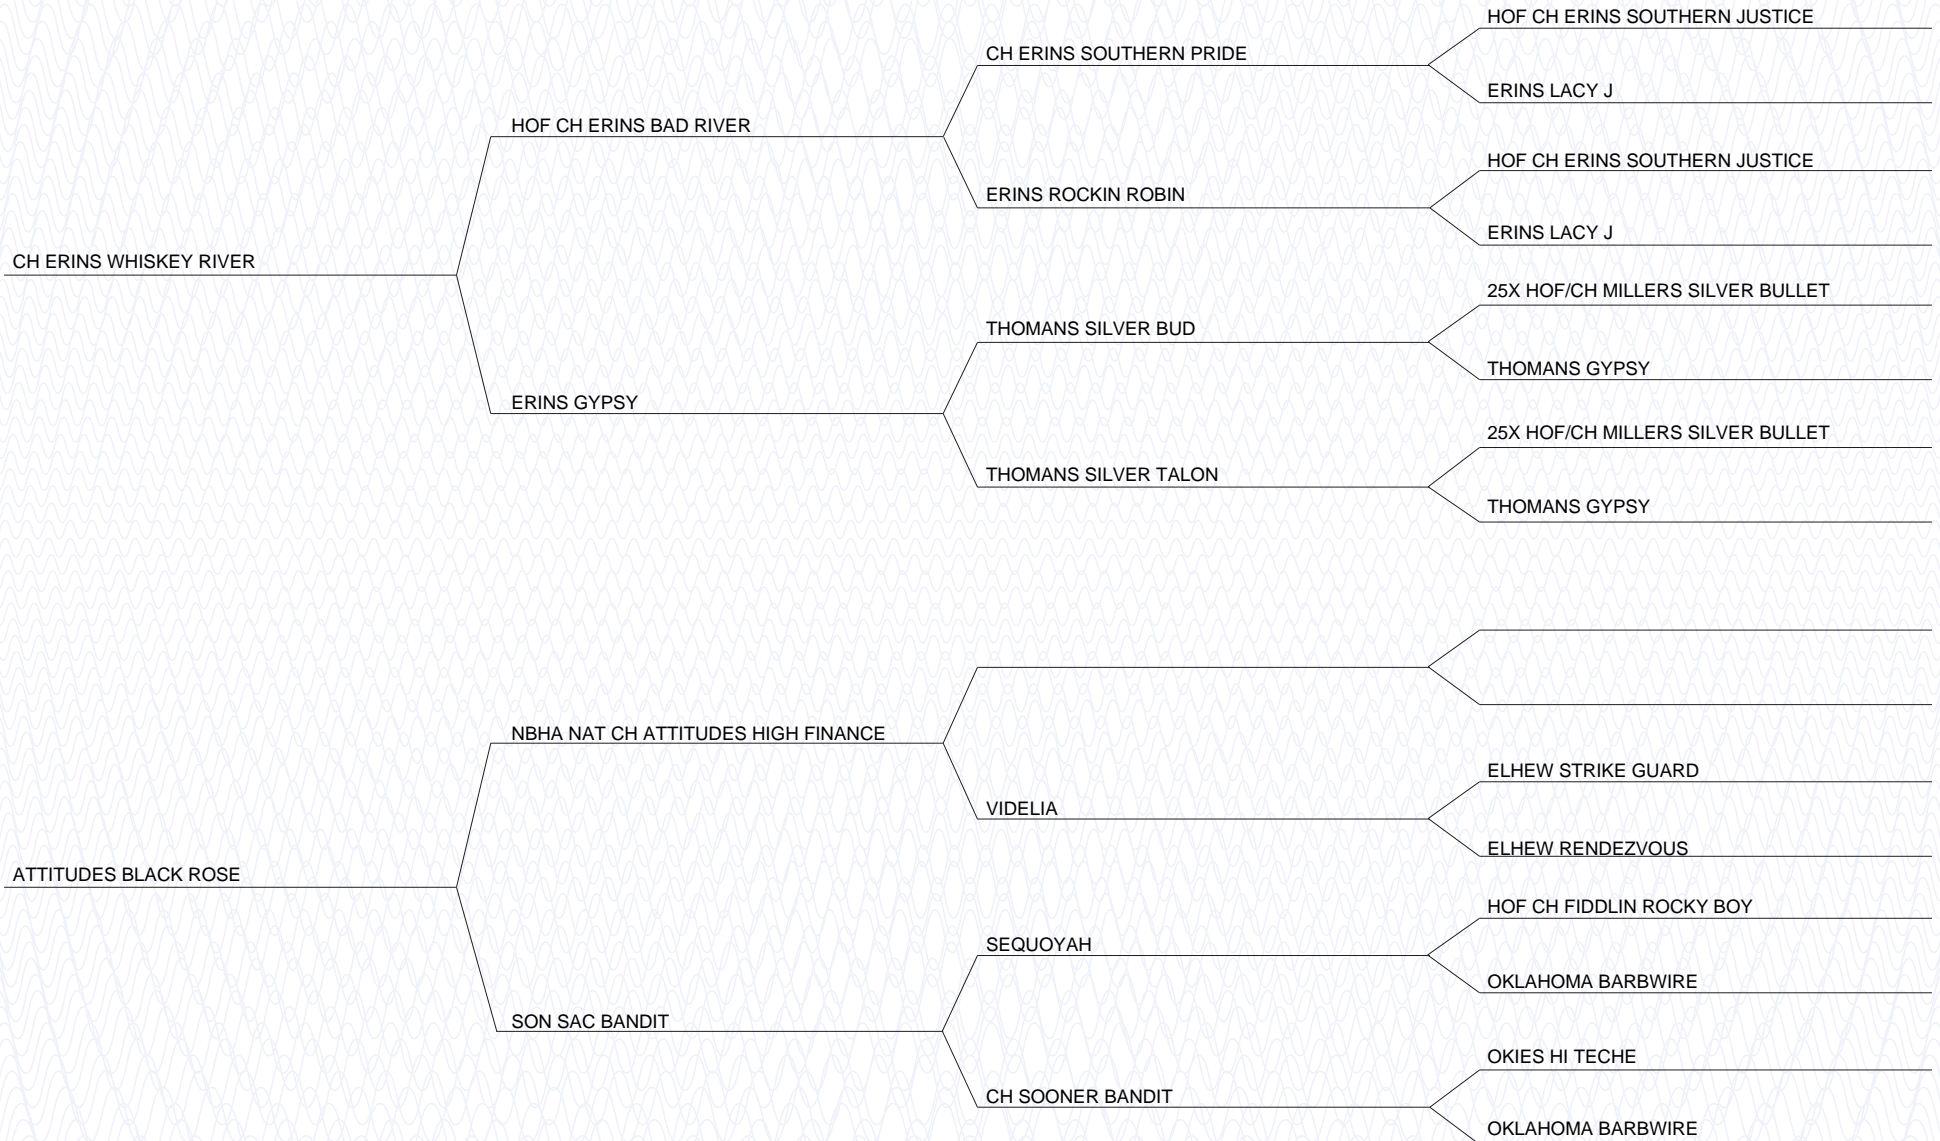 HOF CH ERINS SOUTHERN JUSTICE
CH ERINS SOUTHERN PRIDE
ERINS LACY J
HOF CH ERINS BAD RIVER
HOF CH ERINS SOUTHERN JUSTICE
ERINS ROCKIN ROBIN
ERINS LACY J
CH ERINS WHISKEY RIVER
25X HOF/CH MILLERS SILVER BULLET
THOMANS SILVER BUD
THOMANS GYPSY
ERINS GYPSY
25X HOF/CH MILLERS SILVER BULLET
THOMANS SILVER TALON
THOMANS GYPSY
NBHA NAT CH ATTITUDES HIGH FINANCE
ELHEW STRIKE GUARD
VIDELIA
ELHEW RENDEZVOUS
ATTITUDES BLACK ROSE
HOF CH FIDDLIN ROCKY BOY
SEQUOYAH
OKLAHOMA BARBWIRE
SON SAC BANDIT
OKIES HI TECHE
CH SOONER BANDIT
OKLAHOMA BARBWIRE